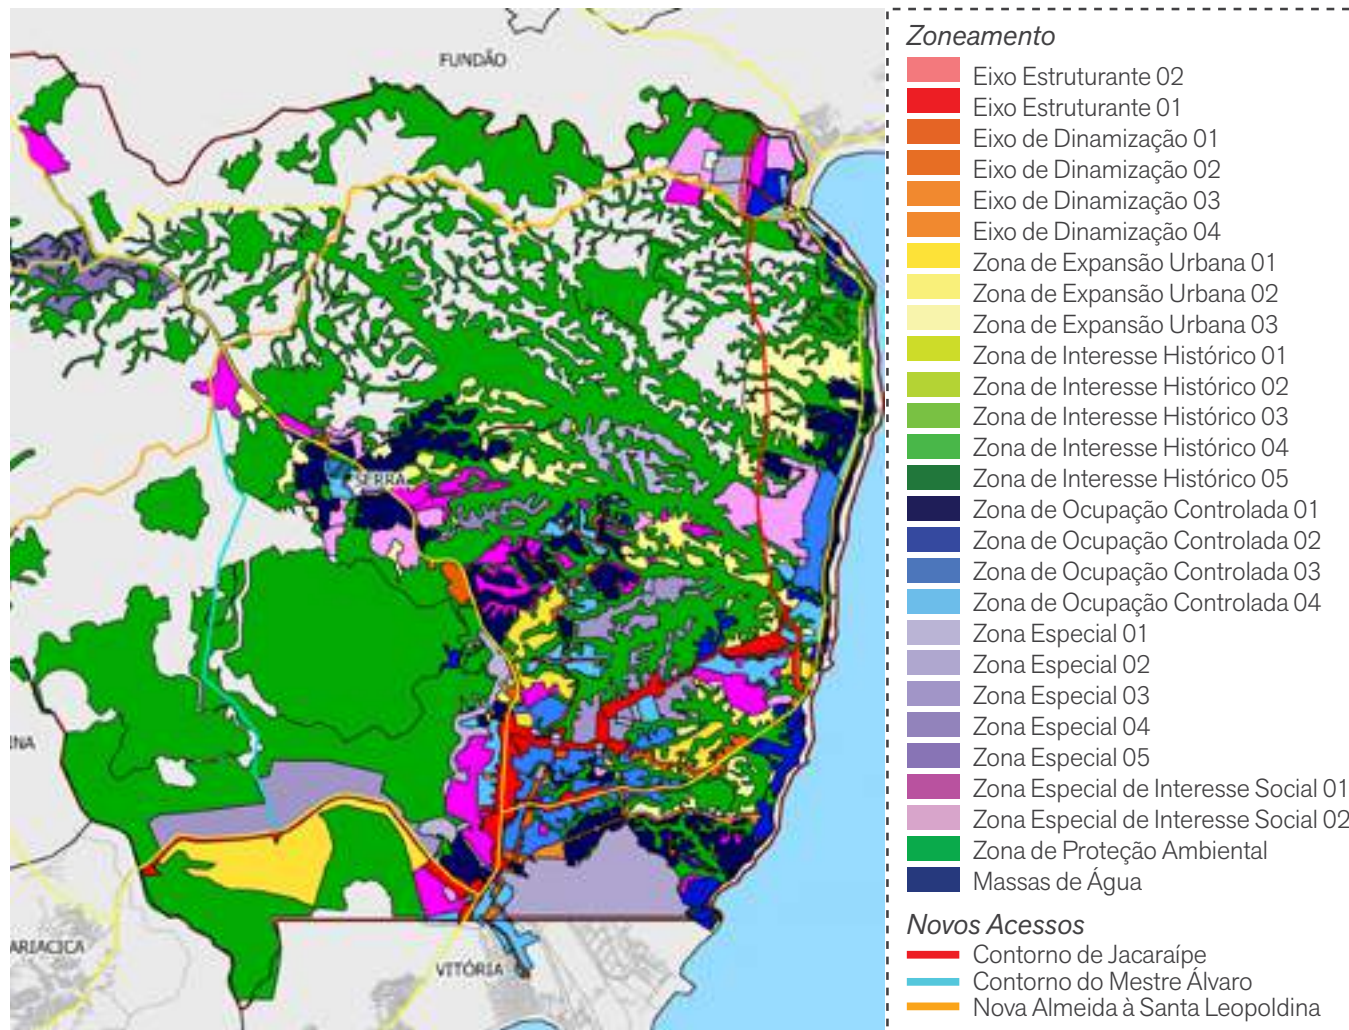 FUNDÃO
SERRA
INA
ARIACICA
VITÓRIA
Zoneamento
Eixo Estruturante 02
Eixo Estruturante 01
Eixo de Dinamização 01
Eixo de Dinamização 02
Eixo de Dinamização 03
Eixo de Dinamização 04
Zona de Expansão Urbana 01
Zona de Expansão Urbana 02
Zona de Expansão Urbana 03
Zona de Interesse Histórico 01
Zona de Interesse Histórico 02
Zona de Interesse Histórico 03
Zona de Interesse Histórico 04
Zona de Interesse Histórico 05
Zona de Ocupação Controlada 01
Zona de Ocupação Controlada 02
Zona de Ocupação Controlada 03
Zona de Ocupação Controlada 04
Zona Especial 01
Zona Especial 02
Zona Especial 03
Zona Especial 04
Zona Especial 05
Zona Especial de Interesse Social 01
Zona Especial de Interesse Social 02
Zona de Proteção Ambiental
Massas de Água
Novos Acessos
Contorno de Jacaraípe
Contorno do Mestre Álvaro
Nova Almeida à Santa Leopoldina